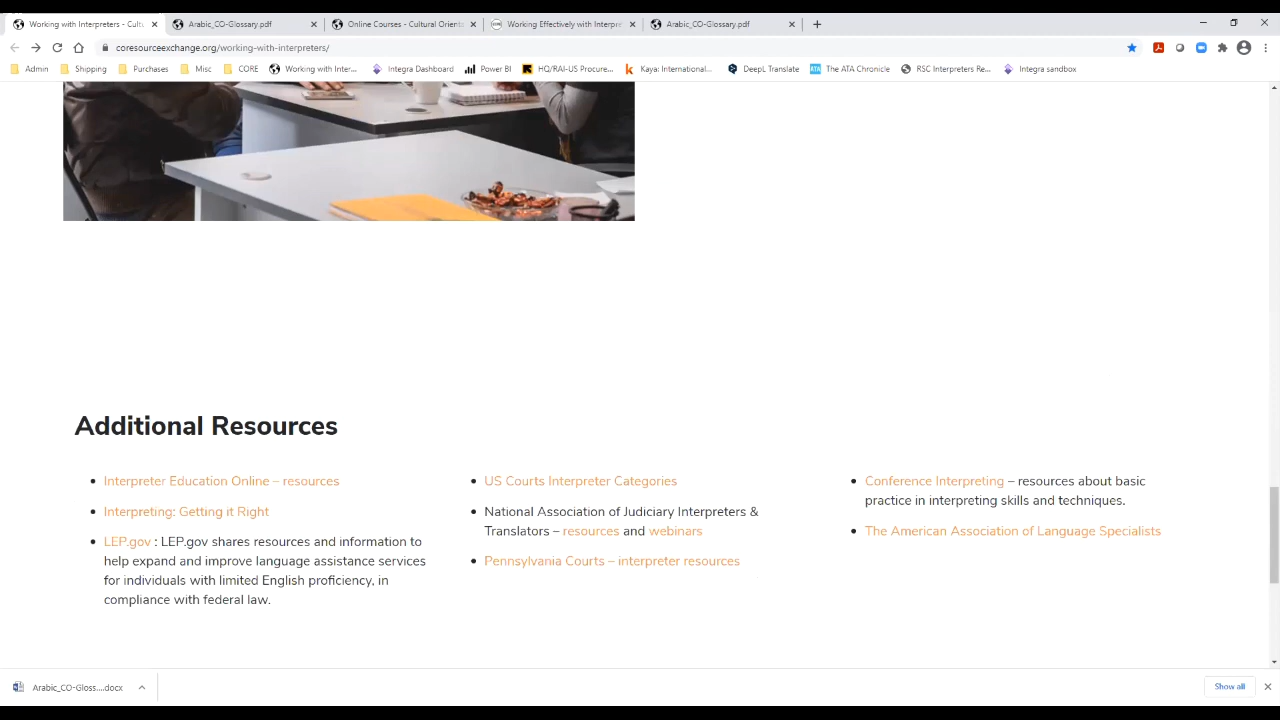 Working with Interpreters - Cultu
Arabic_CO-Glossary.pdf
Online Courses - Cultural Orienta
Working Effectively with Interpre
Arabic_CO-Glossary.pdf
coresourceexchange.org/working-with-interpreters/
Admin
Shipping
Purchases
Misc
CORE
Working with Inter...
Integra Dashboard
Power BI
HQ/RAI-US Procure...
Kayak International...
DeepL Translate
ATA
The ATA Chronicle
RSC Interpreters Re...
Integra sandbox
Additional Resources
Interpreter Education Online – resources
Interpreting: Getting it Right
LEP.gov : LEP.gov shares resources and information to
help expand and improve language assistance services
for individuals with limited English proficiency, in
compliance with federal law.
US Courts Interpreter Categories
National Association of Judiciary Interpreters &
Translators – resources and webinars
Pennsylvania Courts – interpreter resources
Conference Interpreting – resources about basic
practice in interpreting skills and techniques.
The American Association of Language Specialists
Arabic_CO-Gloss....docx
Show all